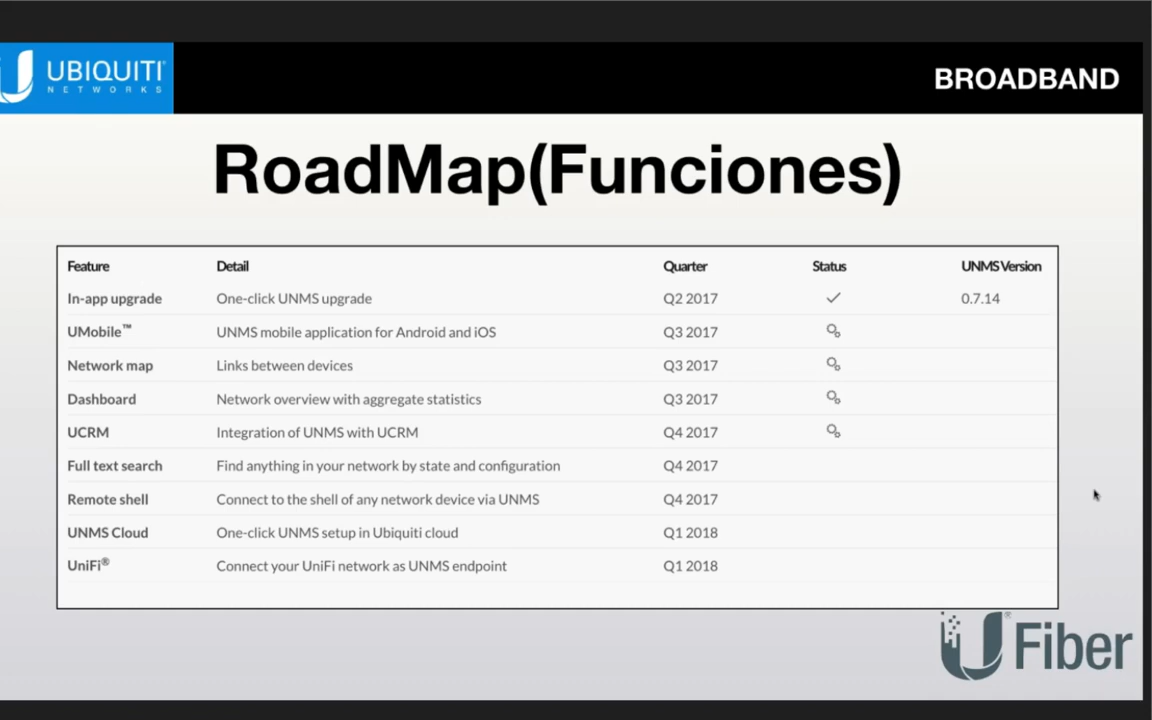 UBIQUITI
NETWORKS
BROADBAND
RoadMap(Funciones)
Feature Detail Quarter Status UNMS Version
In-app upgrade One-click UNMS upgrade Q2 2017 ✓ 0.7.14
UMobile™ UNMS mobile application for Android and iOS Q3 2017
Network map Links between devices Q3 2017
Dashboard Network overview with aggregate statistics Q3 2017
UCRM Integration of UNMS with UCRM Q4 2017
Full text search Find anything in your network by state and configuration Q4 2017
Remote shell Connect to the shell of any network device via UNMS Q4 2017
UNMS Cloud One-click UNMS setup in Ubiquiti cloud Q1 2018
UniFi® Connect your UniFi network as UNMS endpoint Q1 2018
U® Fiber